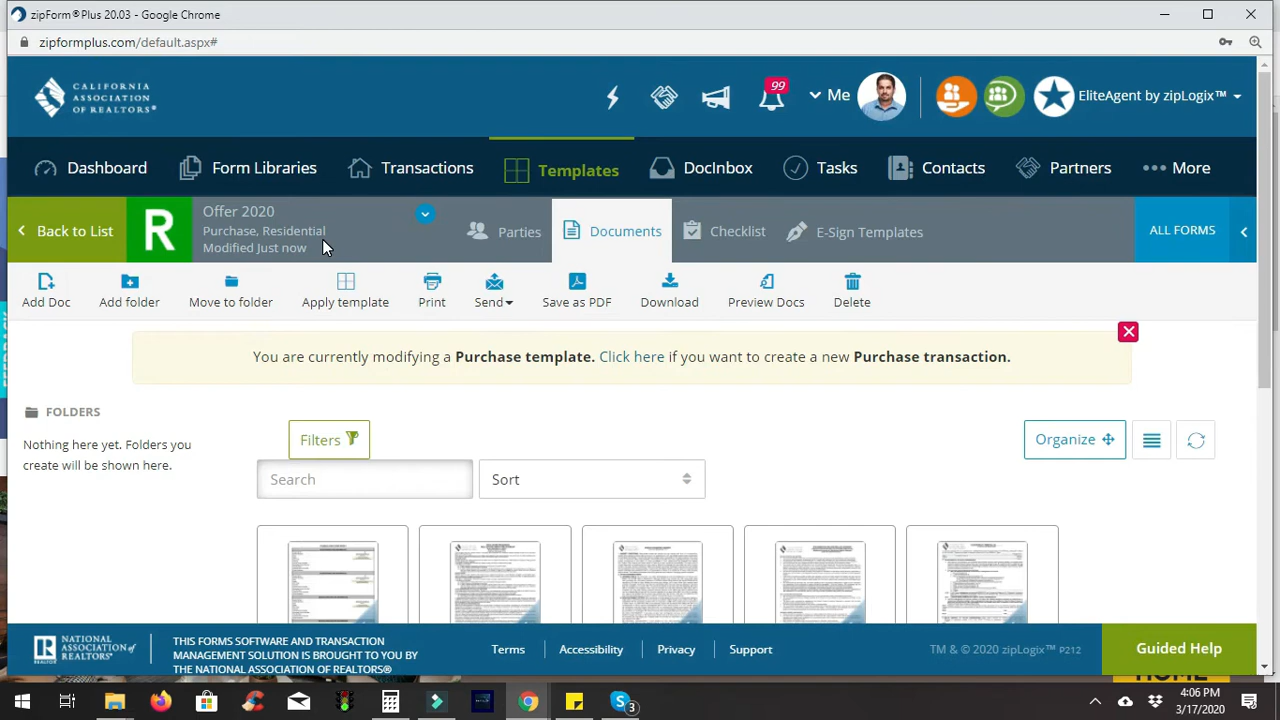 zipForm®Plus 20.03 - Google Chrome
zipformplus.com/default.aspx#
CALIFORNIA
ASSOCIATION
OF REALTORS®
99
Me
EliteAgent by zipLogix™
Dashboard
Form Libraries
Transactions
Templates
DocInbox
Tasks
Contacts
Partners
More
Back to List
R
Offer 2020
Purchase, Residential
Modified Just now
Parties
Documents
Checklist
E-Sign Templates
ALL FORMS
Add Doc
Add folder
Move to folder
Apply template
Print
Send
Save as PDF
Download
Preview Docs
Delete
You are currently modifying a Purchase template. Click here if you want to create a new Purchase transaction.
FOLDERS
Nothing here yet. Folders you
create will be shown here.
Filters
Organize
Search
Sort
NATIONAL
ASSOCIATION of
REALTORS®
THIS FORMS SOFTWARE AND TRANSACTION
MANAGEMENT SOLUTION IS BROUGHT TO YOU BY
THE NATIONAL ASSOCIATION OF REALTORS®
Terms
Accessibility
Privacy
Support
TM & © 2020 zipLogix™ P212
Guided Help
FEEDBACK
HOME
3
4:06 PM
3/17/2020